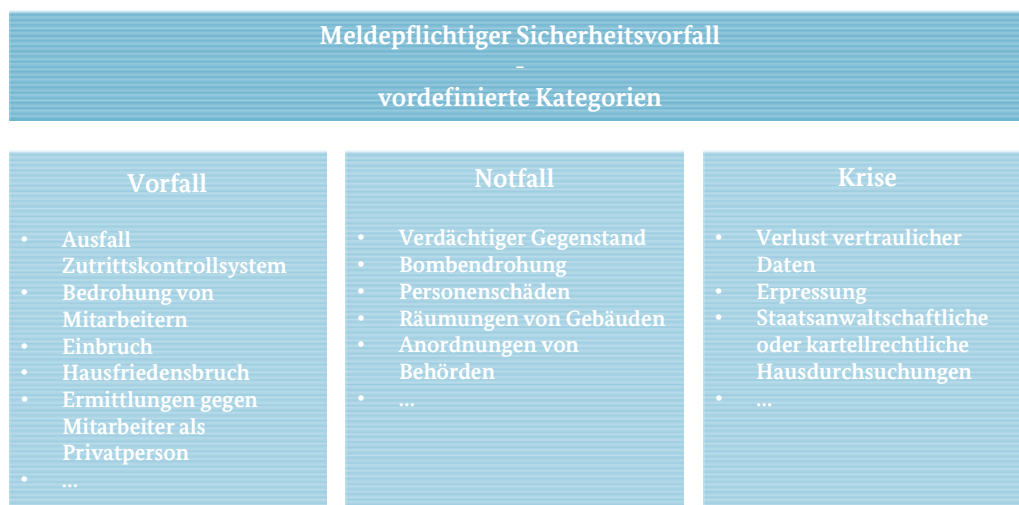 Meldepflichtiger Sicherheitsvorfall
-
vordefinierte Kategorien
Vorfall
• Ausfall
Zutrittskontrollsystem
• Bedrohung von
Mitarbeitern
• Einbruch
• Hausfriedensbruch
• Ermittlungen gegen
Mitarbeiter als
Privatperson
• ...
Notfall
• Verdächtiger Gegenstand
• Bombendrohung
• Personenschäden
• Räumungen von Gebäuden
• Anordnungen von
Behörden
• ...
Krise
• Verlust vertraulicher
Daten
• Erpressung
• Staatsanwaltschaftliche
oder kartellrechtliche
Hausdurchsuchungen
• ...